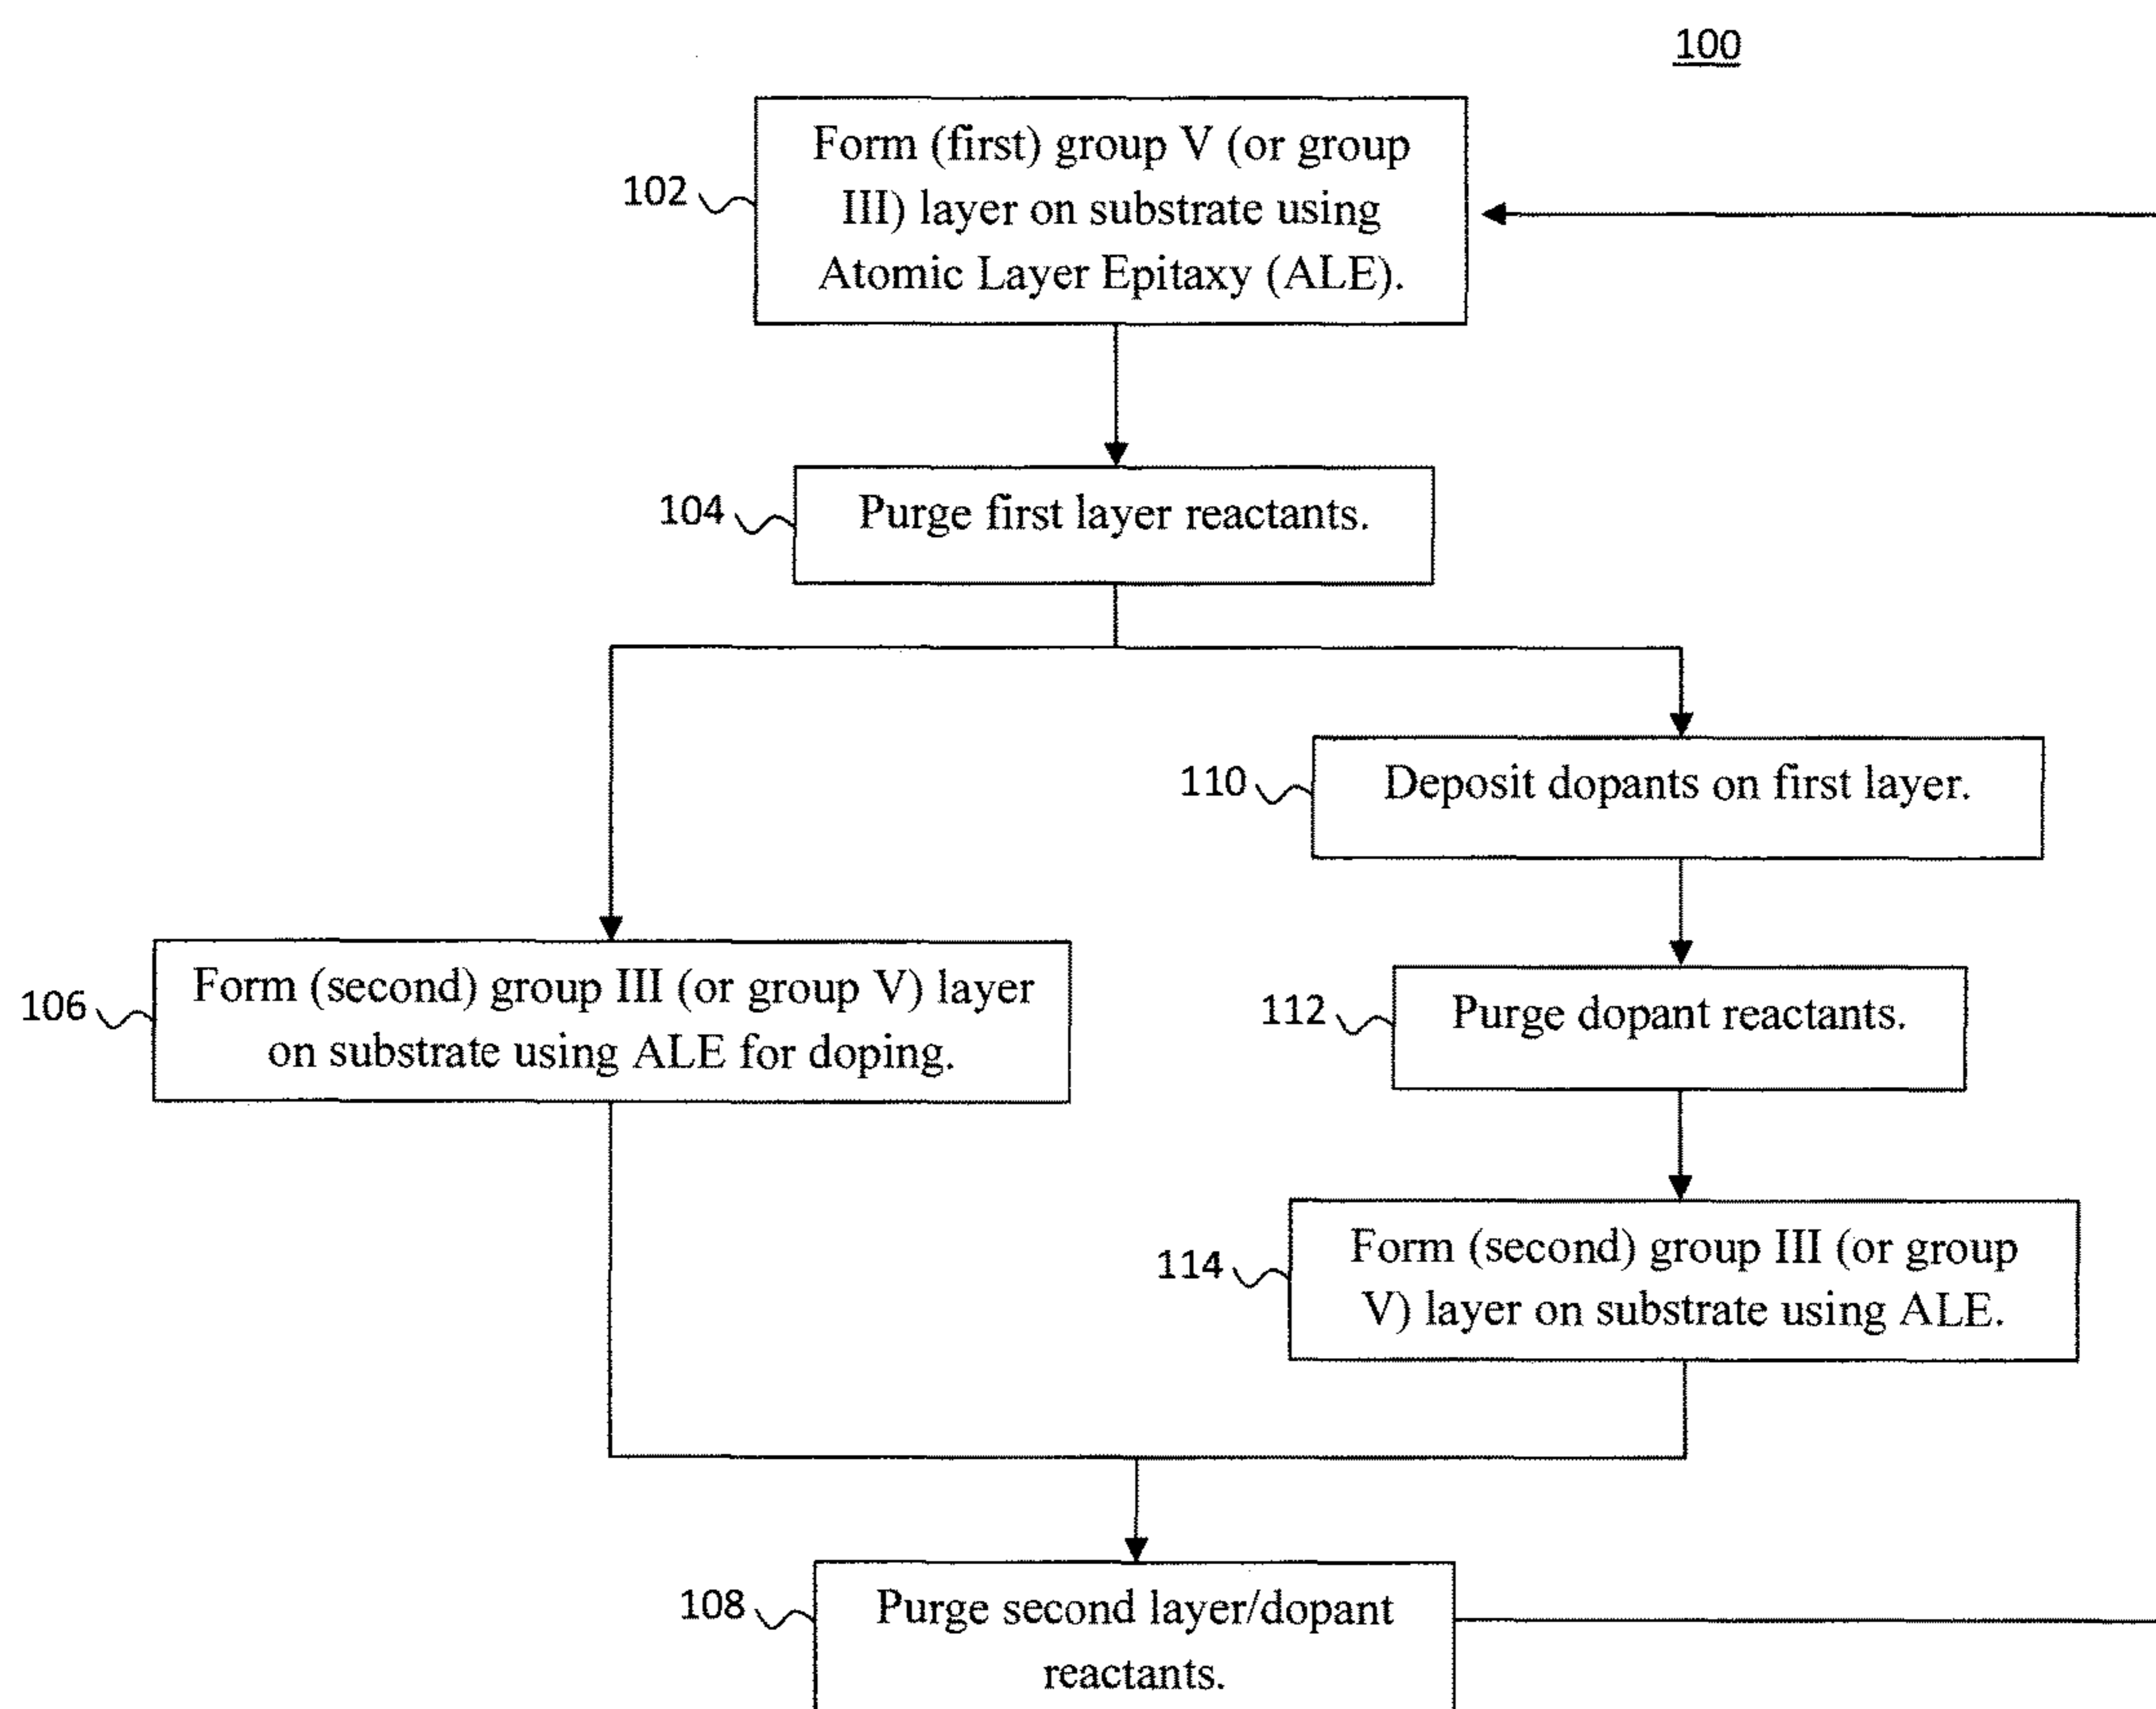 100
102
Form (first) group V (or group
III) layer on substrate using
Atomic Layer Epitaxy (ALE).
104
Purge first layer reactants.
110
Deposit dopants on first layer.
106
Form (second) group III (or group V) layer
on substrate using ALE for doping.
112
Purge dopant reactants.
114
Form (second) group III (or group
V) layer on substrate using ALE.
108
Purge second layer/dopant
reactants.